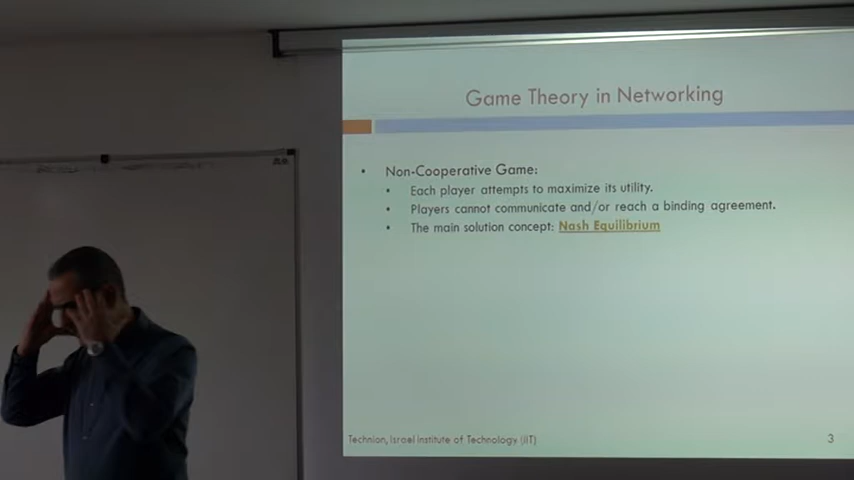 Game Theory in Networking
• Non-Cooperative Game:
• Each player attempts to maximize its utility.
• Players cannot communicate and/or reach a binding agreement.
• The main solution concept: Nash Equilibrium
Technion, Israel institute of Technology (IIT)
3